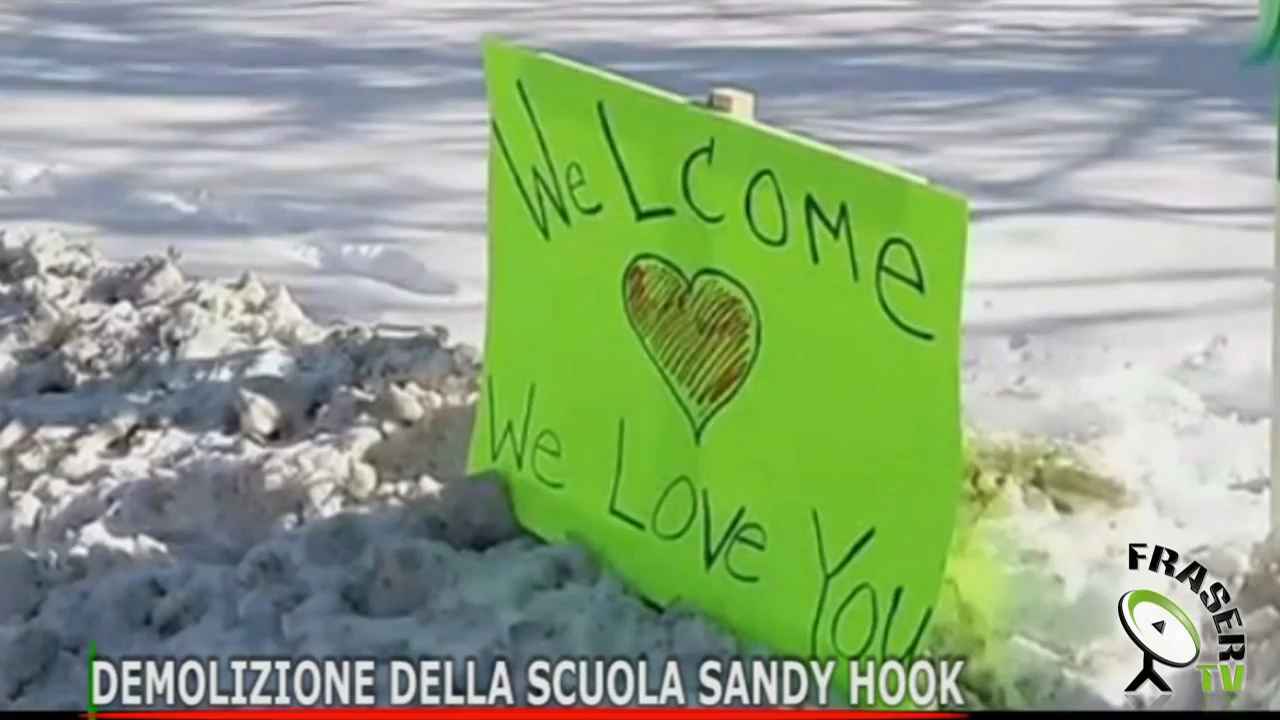 WeLcoMe
We Love You
DEMOLIZIONE DELLA SCUOLA SANDY HOOK
FRASER
TV